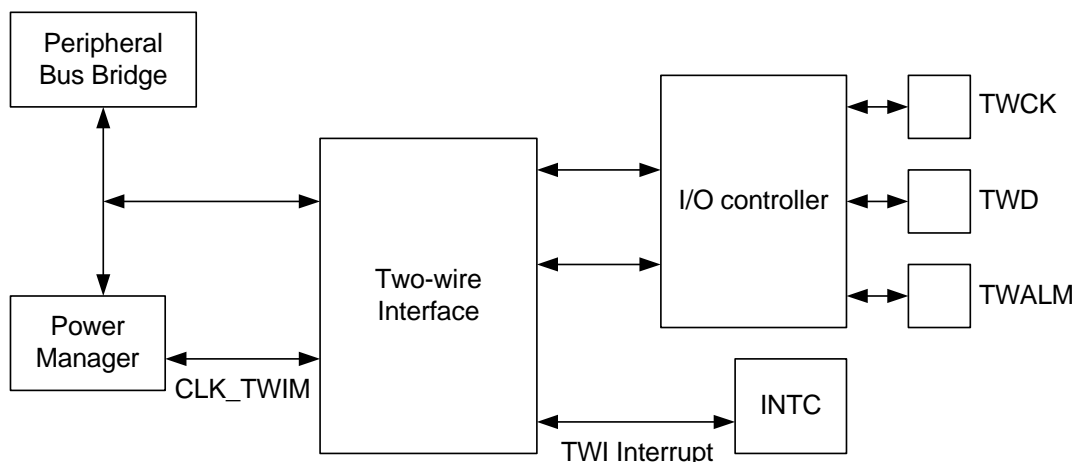 Peripheral
Bus Bridge
TWCK
I/O controller
TWD
Two-wire
Interface
TWALM
Power
Manager
CLK_TWIM
INTC
TWI Interrupt